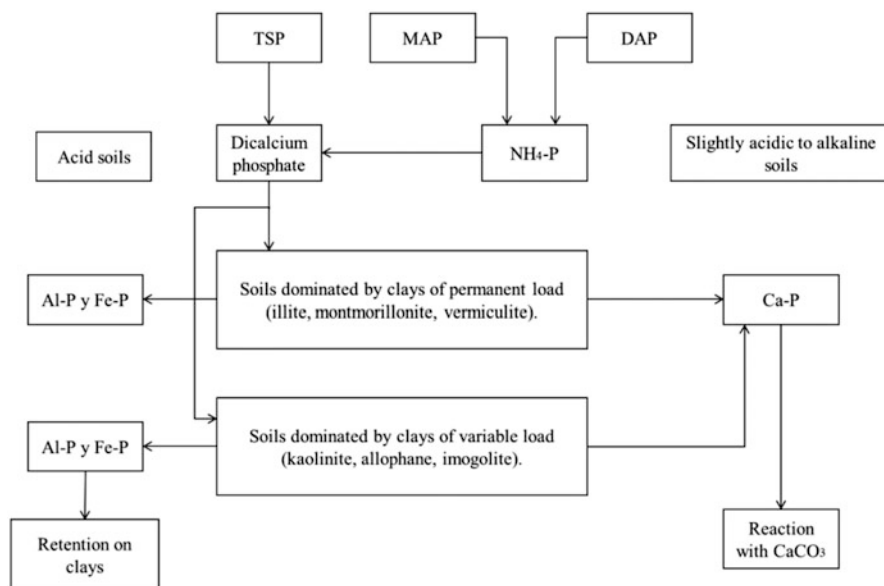 TSP
MAP
DAP
Acid soils
Dicalcium
phosphate
NH₄-P
Slightly acidic to alkaline
soils
Al-P y Fe-P
Soils dominated by clays of permanent load
(illite, montmorillonite, vermiculite).
Ca-P
Al-P y Fe-P
Soils dominated by clays of variable load
(kaolinite, allophane, imogolite).
Retention on
clays
Reaction
with CaCO₃